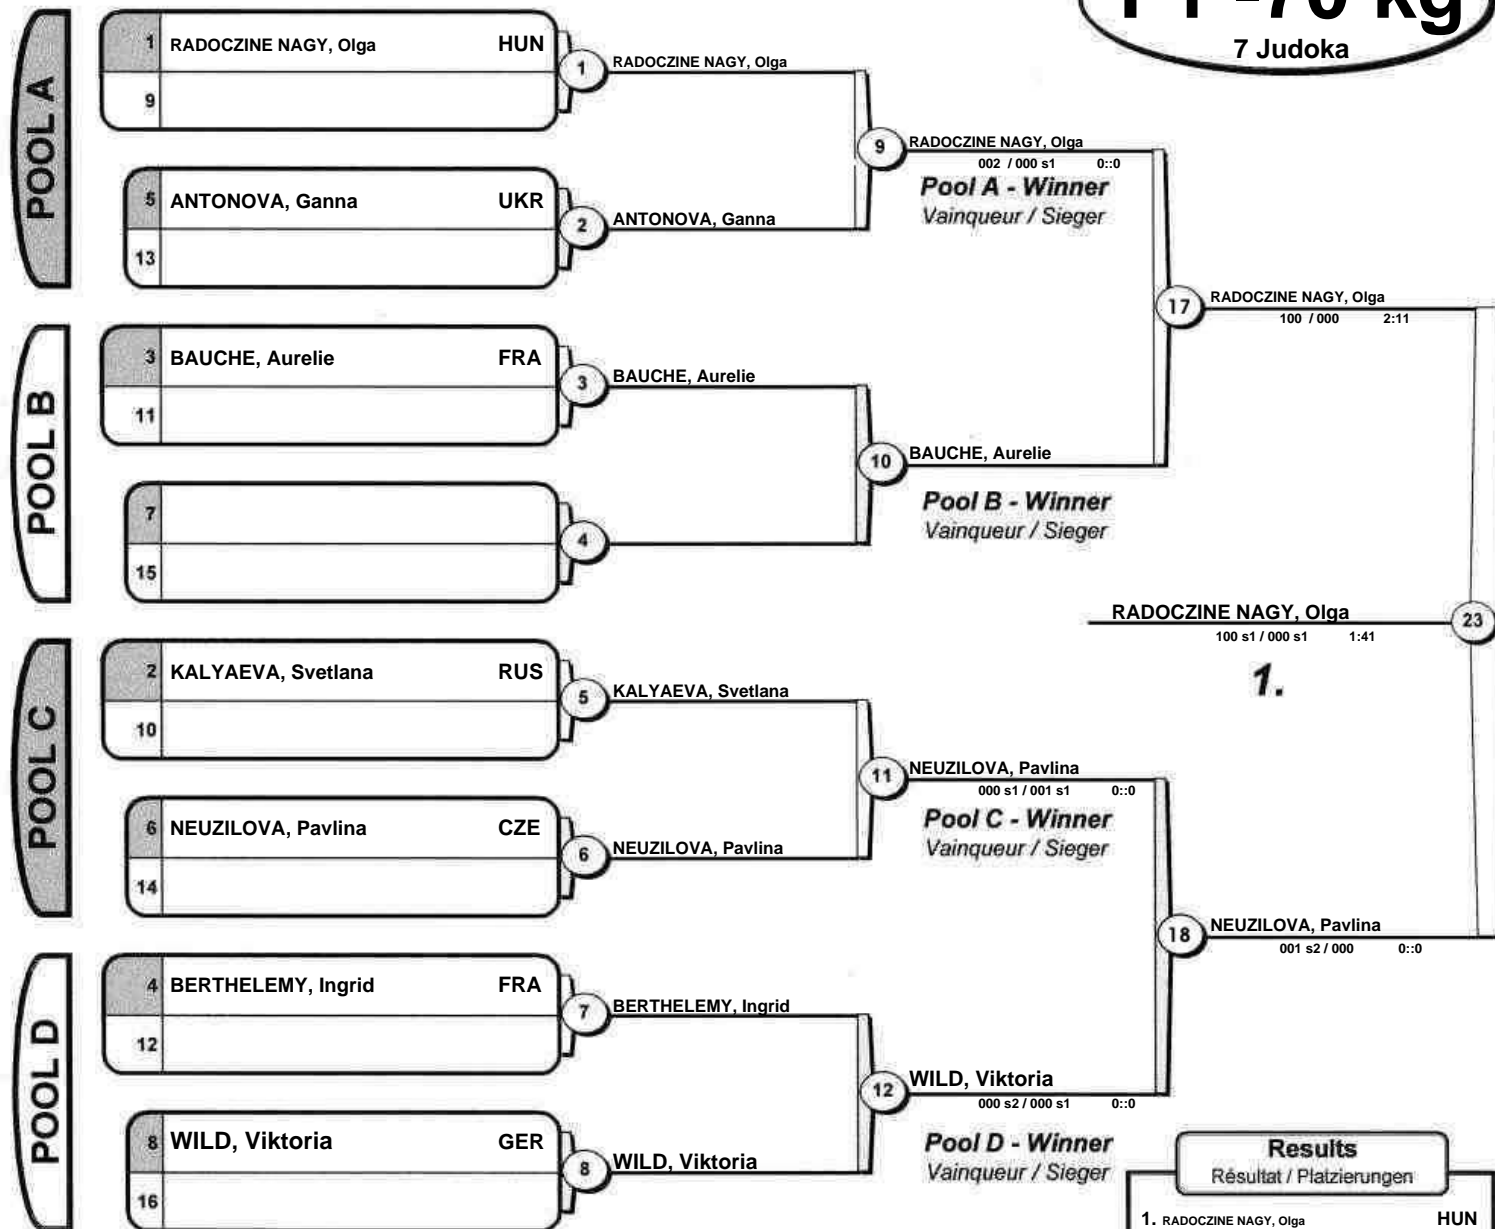 -70 kg
7 Judoka
POOL A
1 RADOCZINE NAGY, Olga HUN
9
5 ANTONOVA, Ganna UKR
13
1 RADOCZINE NAGY, Olga
2 ANTONOVA, Ganna
9 RADOCZINE NAGY, Olga
002 / 000 s1 0::0
Pool A - Winner
Vainqueur / Sieger
POOL B
3 BAUCHE, Aurelie FRA
11
7
15
3 BAUCHE, Aurelie
4
10 BAUCHE, Aurelie
Pool B - Winner
Vainqueur / Sieger
17 RADOCZINE NAGY, Olga
100 / 000 2:11
RADOCZINE NAGY, Olga 23
100 s1 / 000 s1 1:41
1.
POOL C
2 KALYAEVA, Svetlana RUS
10
6 NEUZILOVA, Pavlina CZE
14
5 KALYAEVA, Svetlana
6 NEUZILOVA, Pavlina
11 NEUZILOVA, Pavlina
000 s1 / 001 s1 0::0
Pool C - Winner
Vainqueur / Sieger
POOL D
4 BERTHELEMY, Ingrid FRA
12
8 WILD, Viktoria GER
16
7 BERTHELEMY, Ingrid
8 WILD, Viktoria
12 WILD, Viktoria
000 s2 / 000 s1 0::0
Pool D - Winner
Vainqueur / Sieger
18 NEUZILOVA, Pavlina
001 s2 / 000 0::0
Results
Résultat / Platzierungen
1. RADOCZINE NAGY, Olga HUN